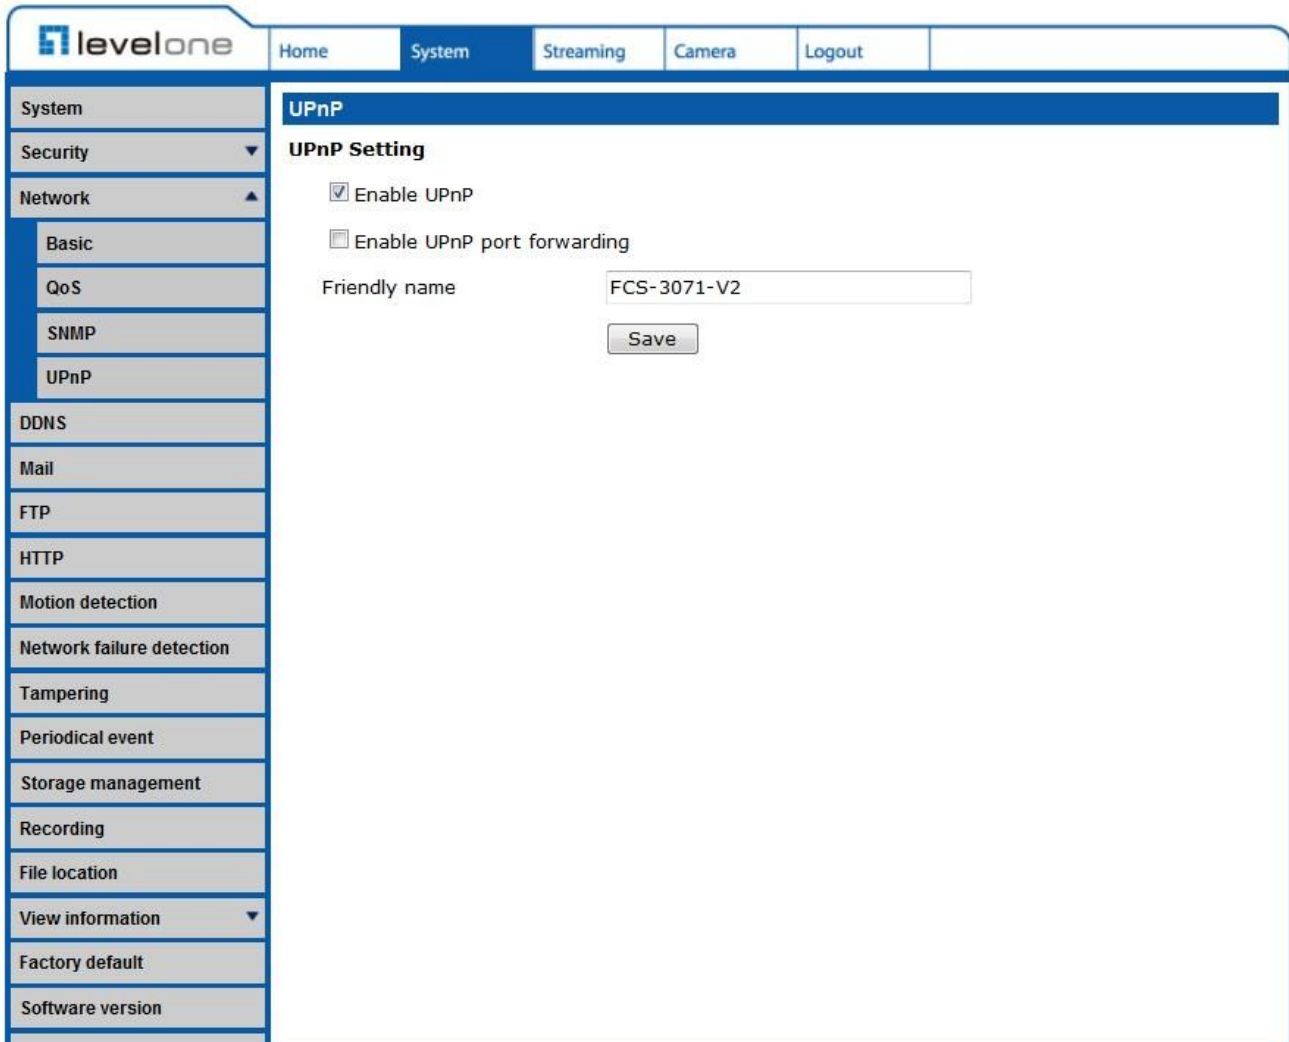 levelone
Home System Streaming Camera Logout
System
Security
Network
Basic
QoS
SNMP
UPnP
DDNS
Mail
FTP
HTTP
Motion detection
Network failure detection
Tampering
Periodical event
Storage management
Recording
File location
View information
Factory default
Software version
UPnP
UPnP Setting
Enable UPnP
Enable UPnP port forwarding
Friendly name FCS-3071-V2
Save